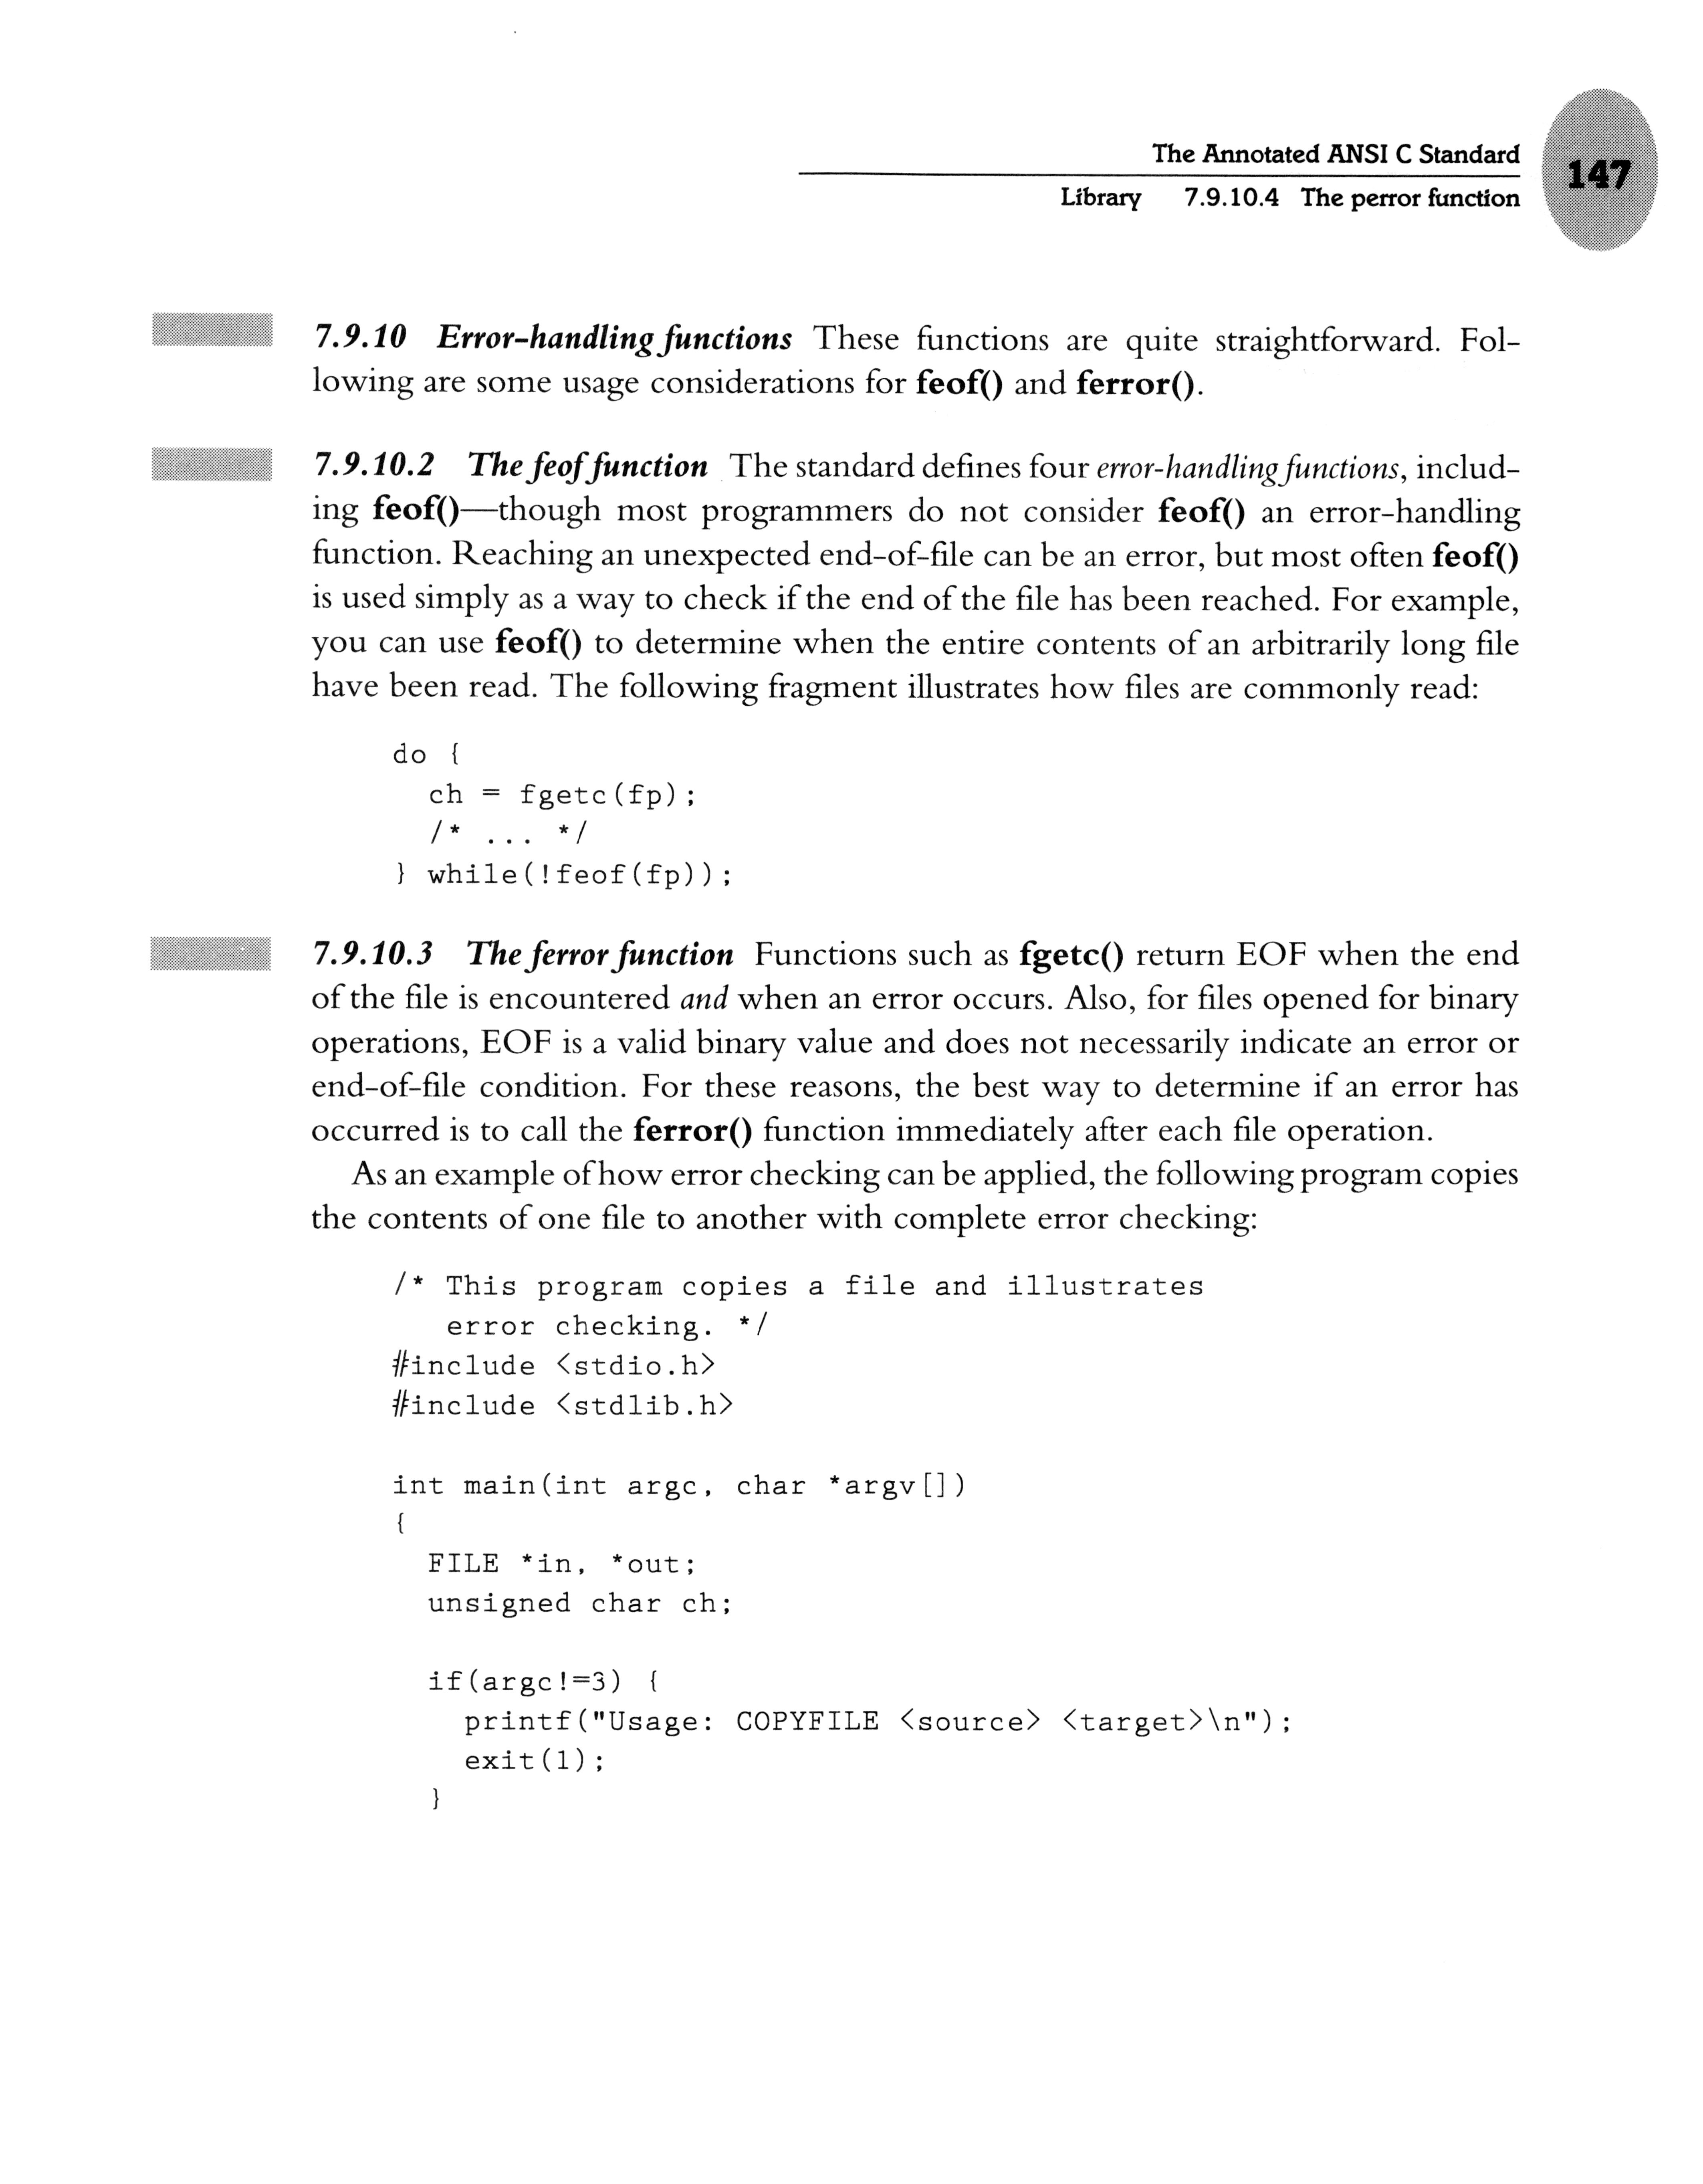 The Annotated ANSI C Standard
Library 7.9.10.4 The perror function
147
7.9.10 Error-handling functions These functions are quite straightforward. Fol-
lowing are some usage considerations for feof() and ferror().
7.9.10.2 The feof function The standard defines four error-handling functions, includ-
ing feof()—though most programmers do not consider feof() an error-handling
function. Reaching an unexpected end-of-file can be an error, but most often feof()
is used simply as a way to check if the end of the file has been reached. For example,
you can use feof() to determine when the entire contents of an arbitrarily long file
have been read. The following fragment illustrates how files are commonly read:
do {
  ch = fgetc(fp);
  /* ... */
} while(!feof(fp));
7.9.10.3 The ferror function Functions such as fgetc() return EOF when the end
of the file is encountered and when an error occurs. Also, for files opened for binary
operations, EOF is a valid binary value and does not necessarily indicate an error or
end-of-file condition. For these reasons, the best way to determine if an error has
occurred is to call the ferror() function immediately after each file operation.
As an example of how error checking can be applied, the following program copies
the contents of one file to another with complete error checking:
/* This program copies a file and illustrates
   error checking. */
#include <stdio.h>
#include <stdlib.h>
int main(int argc, char *argv[])
{
  FILE *in, *out;
  unsigned char ch;
  if(argc!=3) {
    printf("Usage: COPYFILE <source> <target>\n");
    exit(1);
  }